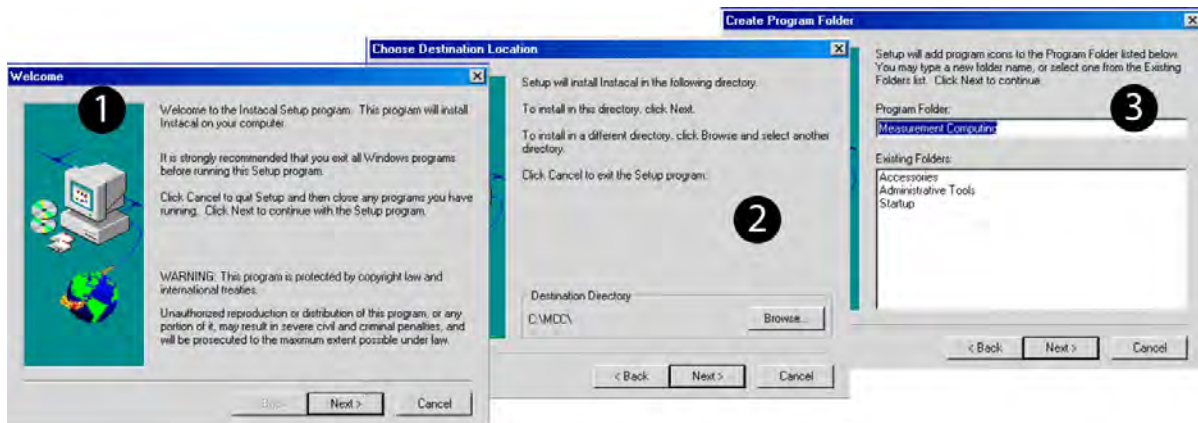 Welcome
1
Welcome to the Instacal Setup program. This program will install
Instacal on your computer.
It is strongly recommended that you exit all Windows programs
before running this Setup program.
Click Cancel to quit Setup and then close any programs you have
running. Click Next to continue with the Setup program.
WARNING: This program is protected by copyright law and
international treaties.
Unauthorized reproduction or distribution of this program, or any
portion of it, may result in severe civil and criminal penalties, and
will be prosecuted to the maximum extent possible under law.
< Back
Next >
Cancel
Choose Destination Location
Setup will install Instacal in the following directory.
To install in this directory, click Next.
To install in a different directory, click Browse and select another
directory.
Click Cancel to exit the Setup program.
2
Destination Directory
C:\MCC\
Browse...
< Back
Next >
Cancel
Create Program Folder
Setup will add program icons to the Program Folder listed below.
You may type a new folder name, or select one from the Existing
Folders list. Click Next to continue.
3
Program Folder:
Measurement Computing
Existing Folders:
Accessories
Administrative Tools
Startup
< Back
Next >
Cancel